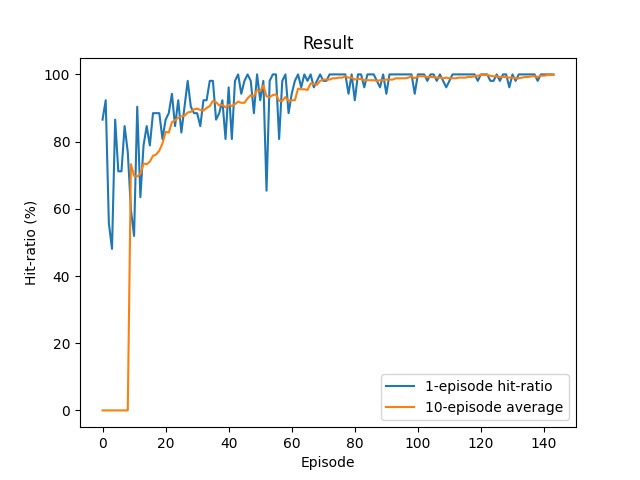 Result
Hit-ratio (%)
100
80
60
40
20
0
0 20 40 60 80 100 120 140
Episode
1-episode hit-ratio
10-episode average